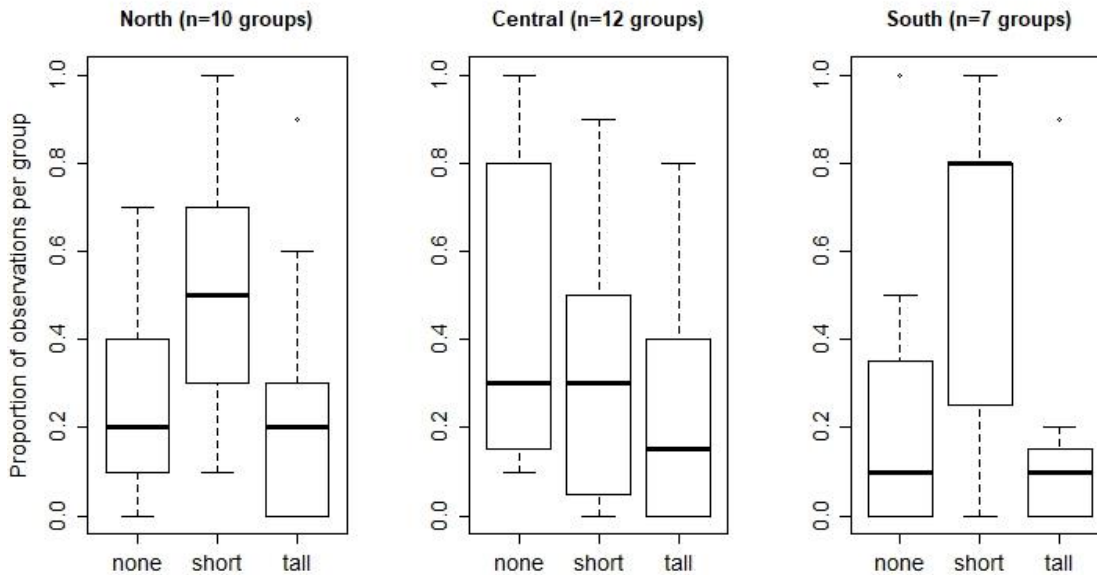 North (n=10 groups)
Central (n=12 groups)
South (n=7 groups)
Proportion of observations per group
1.0
0.8
0.6
0.4
0.2
0.0
none short tall
1.0
0.8
0.6
0.4
0.2
0.0
none short tall
1.0
0.8
0.6
0.4
0.2
0.0
none short tall